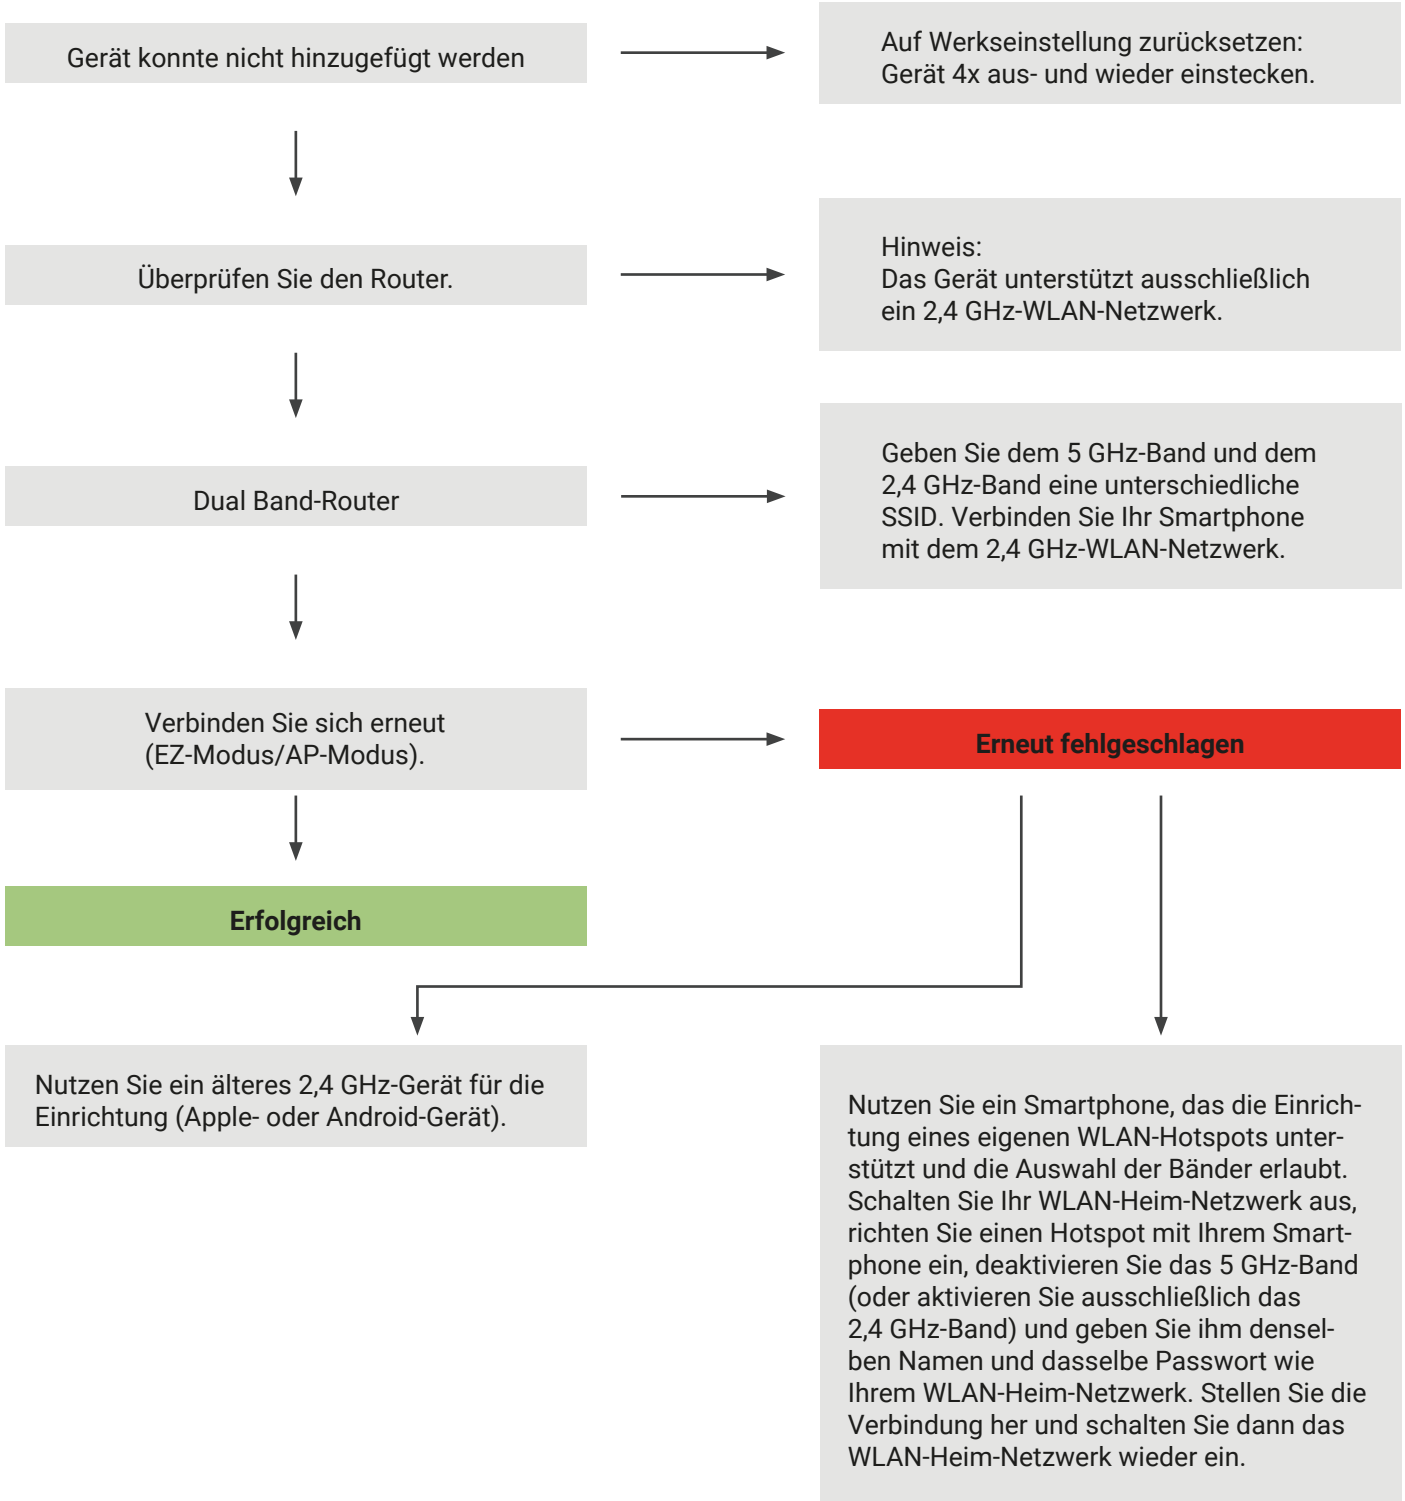 Gerät konnte nicht hinzugefügt werden
Auf Werkseinstellung zurücksetzen:
Gerät 4x aus- und wieder einstecken.
Überprüfen Sie den Router.
Hinweis:
Das Gerät unterstützt ausschließlich
ein 2,4 GHz-WLAN-Netzwerk.
Dual Band-Router
Geben Sie dem 5 GHz-Band und dem
2,4 GHz-Band eine unterschiedliche
SSID. Verbinden Sie Ihr Smartphone
mit dem 2,4 GHz-WLAN-Netzwerk.
Verbinden Sie sich erneut
(EZ-Modus/AP-Modus).
Erneut fehlgeschlagen
Erfolgreich
Nutzen Sie ein älteres 2,4 GHz-Gerät für die
Einrichtung (Apple- oder Android-Gerät).
Nutzen Sie ein Smartphone, das die Einrich-
tung eines eigenen WLAN-Hotspots unter-
stützt und die Auswahl der Bänder erlaubt.
Schalten Sie Ihr WLAN-Heim-Netzwerk aus,
richten Sie einen Hotspot mit Ihrem Smart-
phone ein, deaktivieren Sie das 5 GHz-Band
(oder aktivieren Sie ausschließlich das
2,4 GHz-Band) und geben Sie ihm densel-
ben Namen und dasselbe Passwort wie
Ihrem WLAN-Heim-Netzwerk. Stellen Sie die
Verbindung her und schalten Sie dann das
WLAN-Heim-Netzwerk wieder ein.